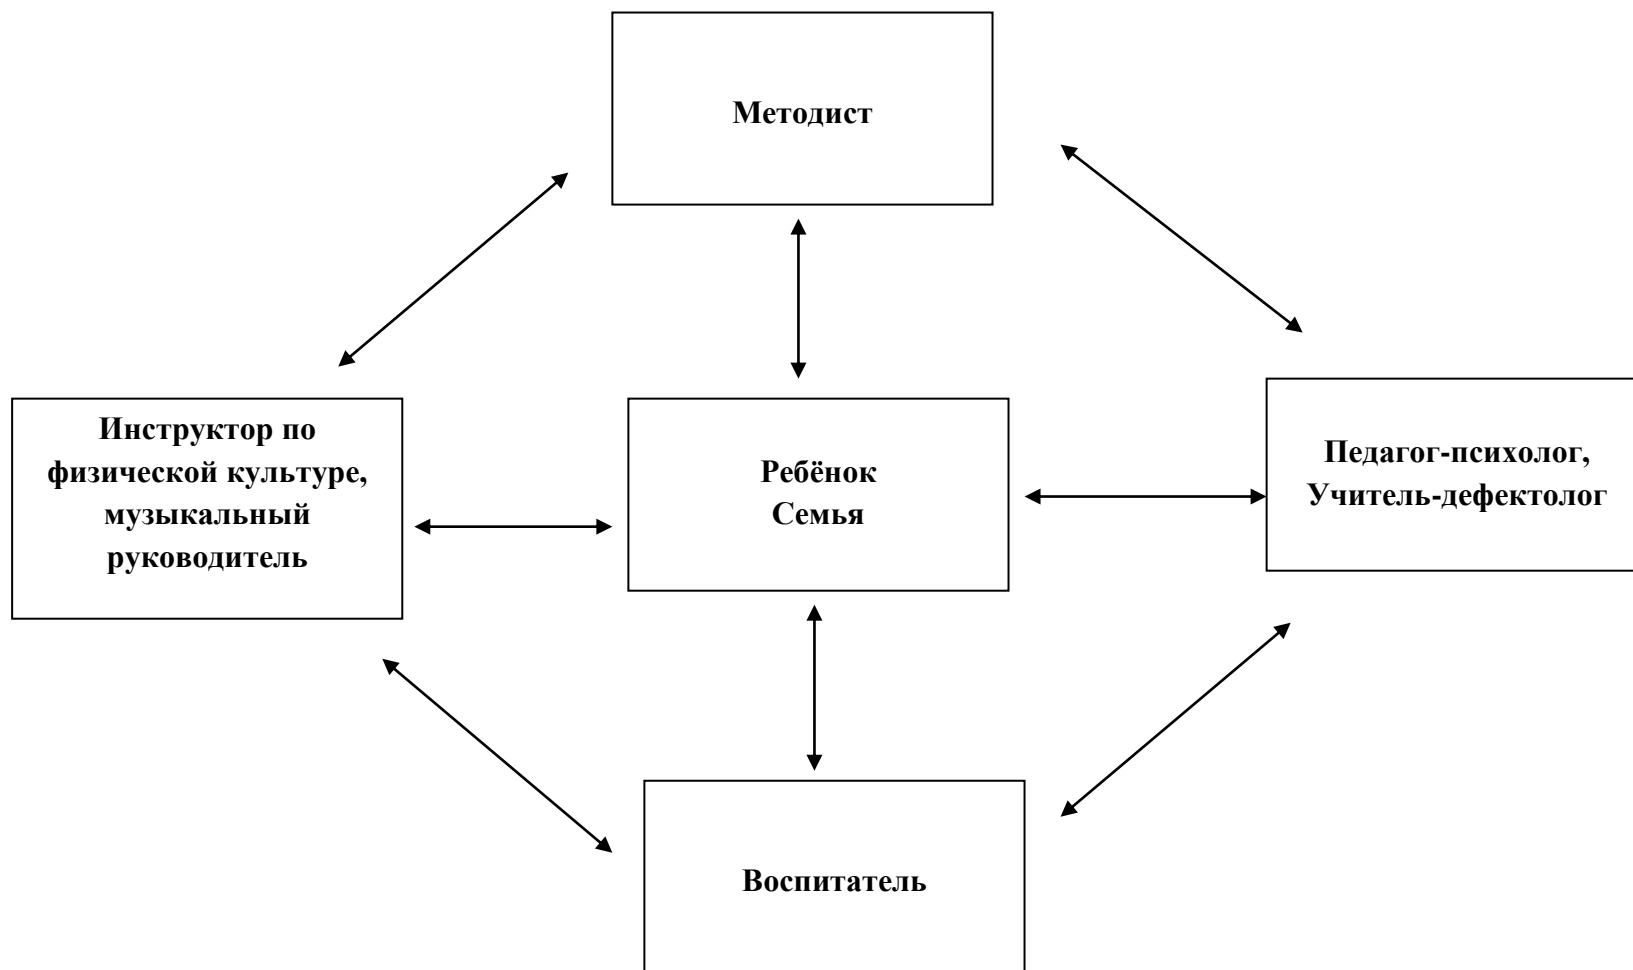 Методист
Инструктор по
физической культуре,
музыкальный
руководитель
Ребёнок
Семья
Педагог-психолог,
Учитель-дефектолог
Воспитатель